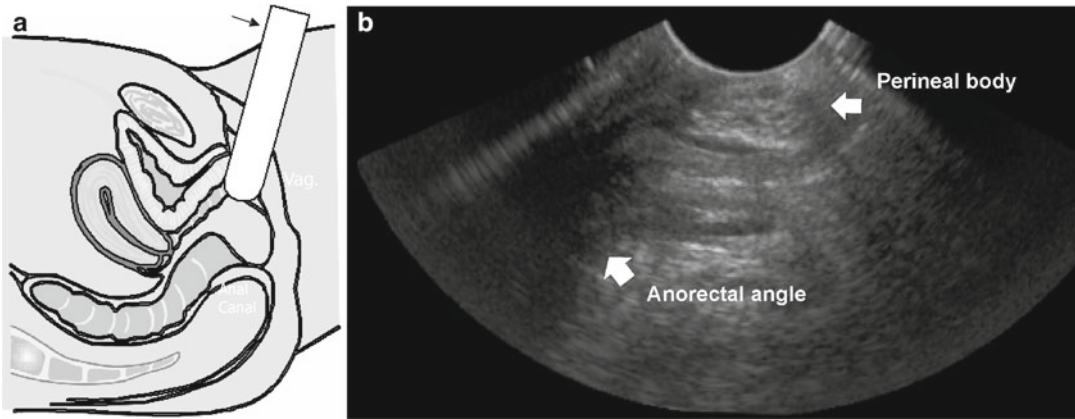 a
Vag.
Anal
Canal
b
Perineal body
Anorectal angle